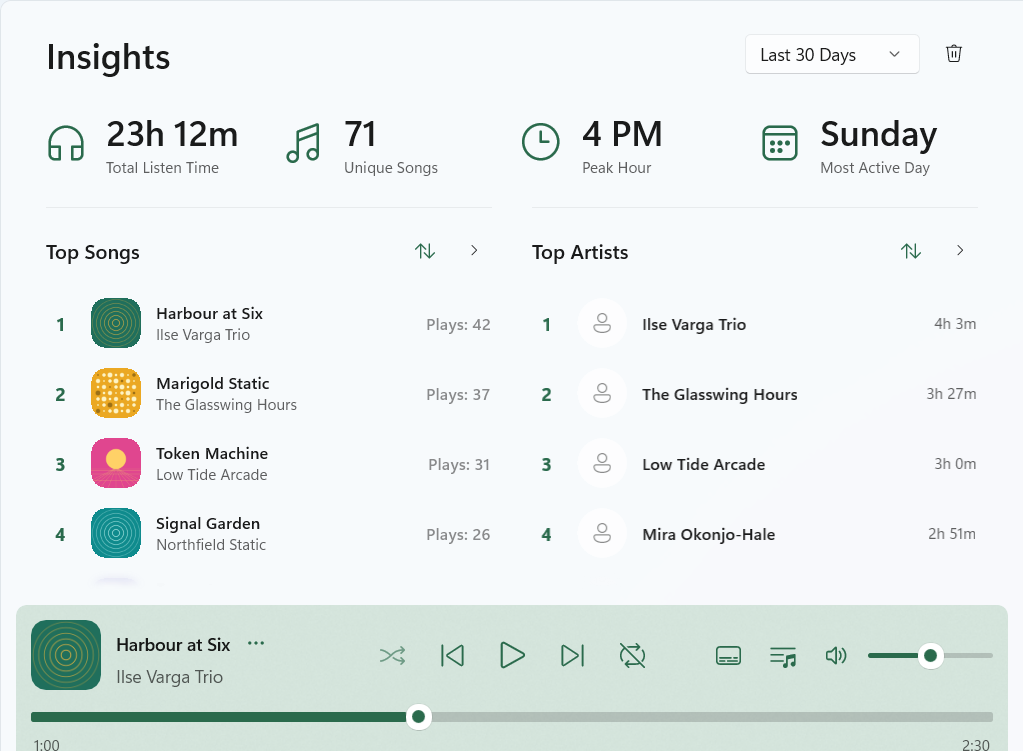 Insights
Last 30 Days
23h 12m
Total Listen Time
71
Unique Songs
4 PM
Peak Hour
Sunday
Most Active Day
Top Songs
1
Harbour at Six
Ilse Varga Trio
Plays: 42
2
Marigold Static
The Glasswing Hours
Plays: 37
3
Token Machine
Low Tide Arcade
Plays: 31
4
Signal Garden
Northfield Static
Plays: 26
Top Artists
1
Ilse Varga Trio
4h 3m
2
The Glasswing Hours
3h 27m
3
Low Tide Arcade
3h 0m
4
Mira Okonjo-Hale
2h 51m
Harbour at Six
Ilse Varga Trio
1:00
2:30